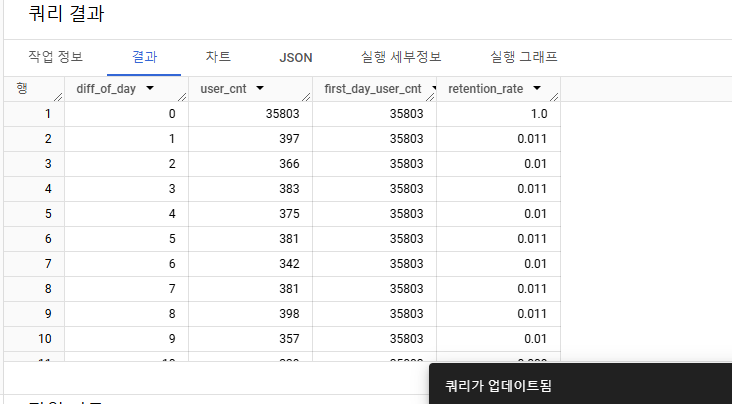 쿼리 결과
작업 정보 결과 차트 JSON 실행 세부정보 실행 그래프
행 diff_of_day user_cnt first_day_user_cnt retention_rate
1 0 35803 35803 1.0
2 1 397 35803 0.011
3 2 366 35803 0.01
4 3 383 35803 0.011
5 4 375 35803 0.01
6 5 381 35803 0.011
7 6 342 35803 0.01
8 7 381 35803 0.011
9 8 398 35803 0.011
10 9 357 35803 0.01
쿼리가 업데이트됨